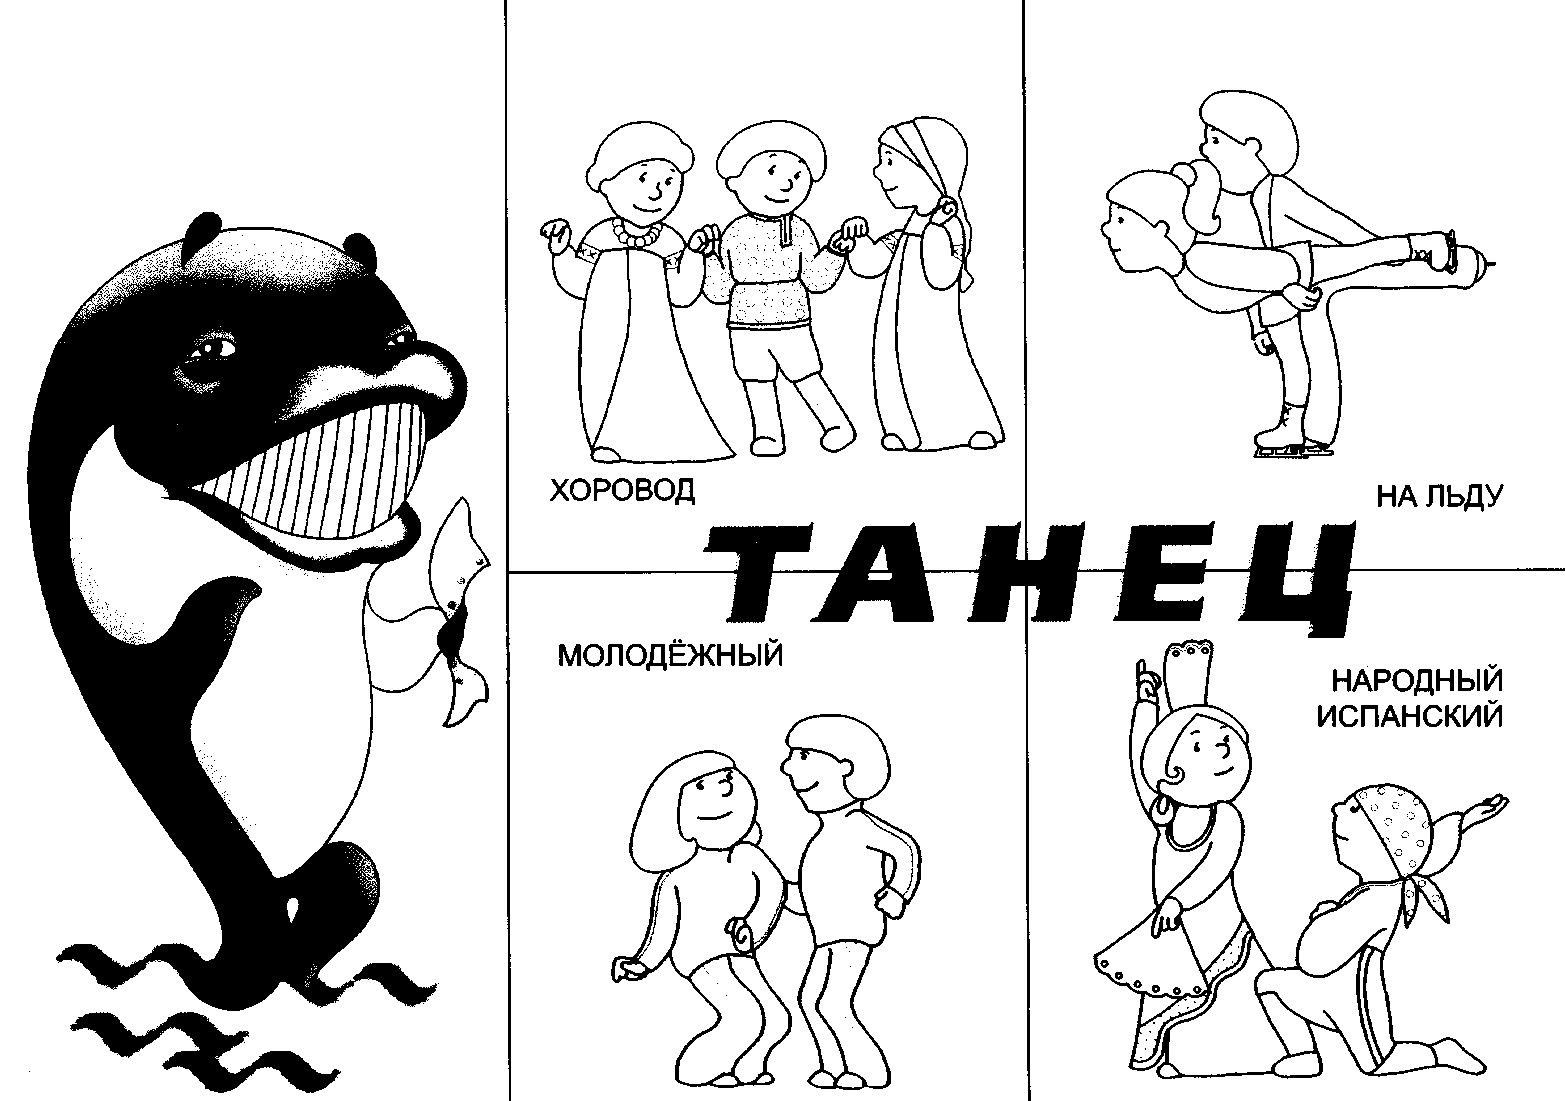 ХОРОВОД
НА ЛЬДУ
ТАНЕЦ
МОЛОДЁЖНЫЙ
НАРОДНЫЙ
ИСПАНСКИЙ